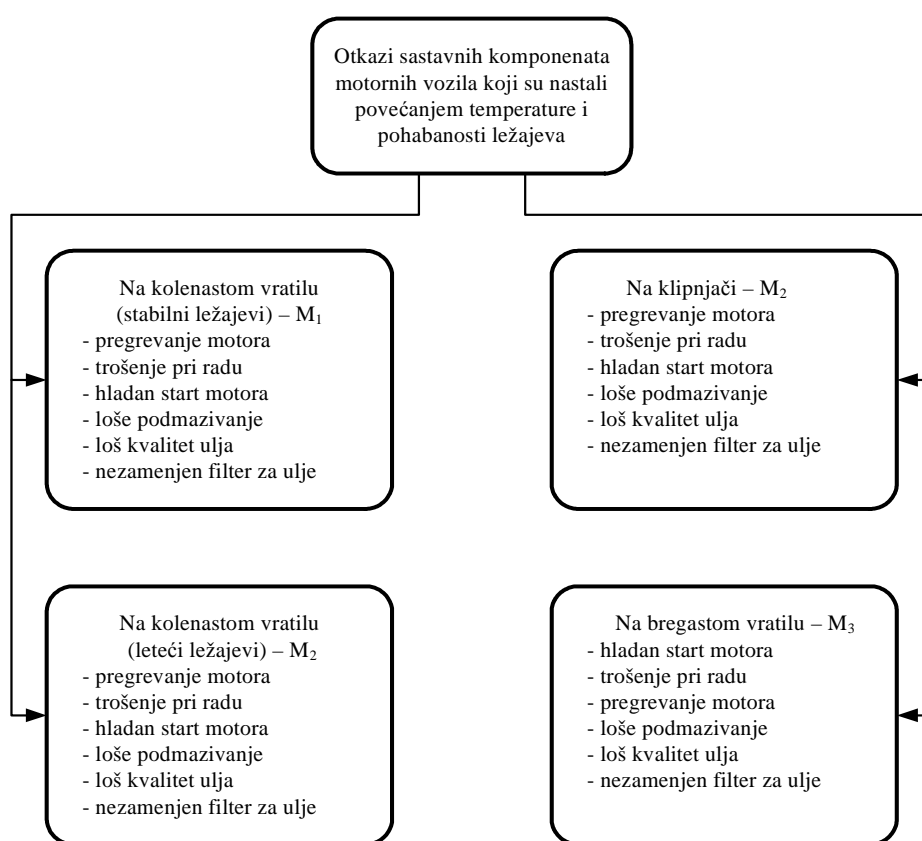 Otkazi sastavnih komponenata
motornih vozila koji su nastali
povećanjem temperature i
pohabanosti ležajeva
Na kolenastom vratilu
(stabilni ležajevi) – M₁
- pregrevanje motora
- trošenje pri radu
- hladan start motora
- loše podmazivanje
- loš kvalitet ulja
- nezamenjen filter za ulje
Na klipnjači – M₂
- pregrevanje motora
- trošenje pri radu
- hladan start motora
- loše podmazivanje
- loš kvalitet ulja
- nezamenjen filter za ulje
Na kolenastom vratilu
(leteći ležajevi) – M₂
- pregrevanje motora
- trošenje pri radu
- hladan start motora
- loše podmazivanje
- loš kvalitet ulja
- nezamenjen filter za ulje
Na bregastom vratilu – M₃
- hladan start motora
- trošenje pri radu
- pregrevanje motora
- loše podmazivanje
- loš kvalitet ulja
- nezamenjen filter za ulje